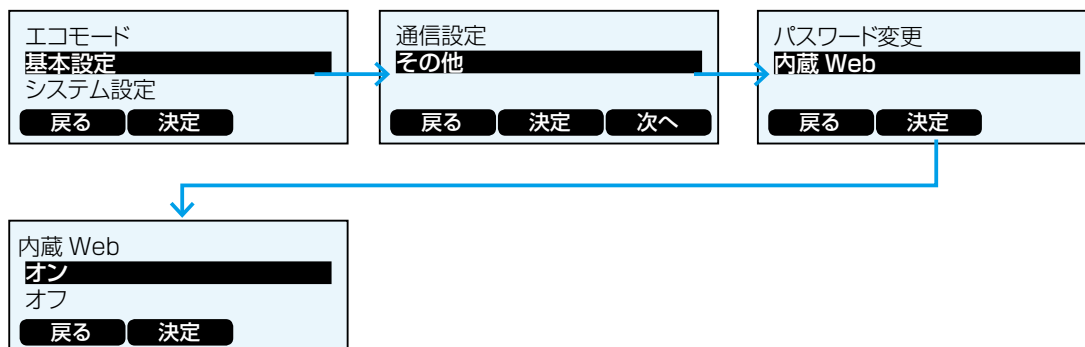 エコモード
基本設定
システム設定
戻る 決定
通信設定
その他
戻る 決定 次へ
パスワード変更
内蔵 Web
戻る 決定
内蔵 Web
オン
オフ
戻る 決定